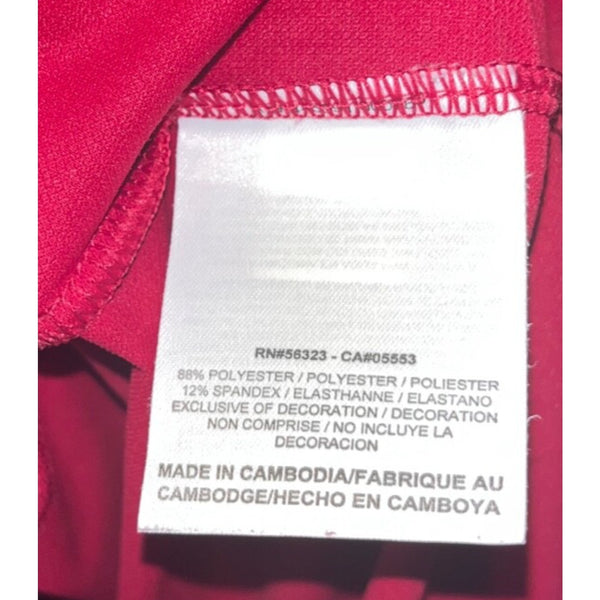 RN#56323 - CA#05553
88% POLYESTER / POLYESTER / POLIESTER
12% SPANDEX / ELASTHANNE / ELASTANO
EXCLUSIVE OF DECORATION / DECORATION
NON COMPRISE / NO INCLUYE LA
DECORACION
MADE IN CAMBODIA/FABRIQUE AU
CAMBODGE/HECHO EN CAMBOYA